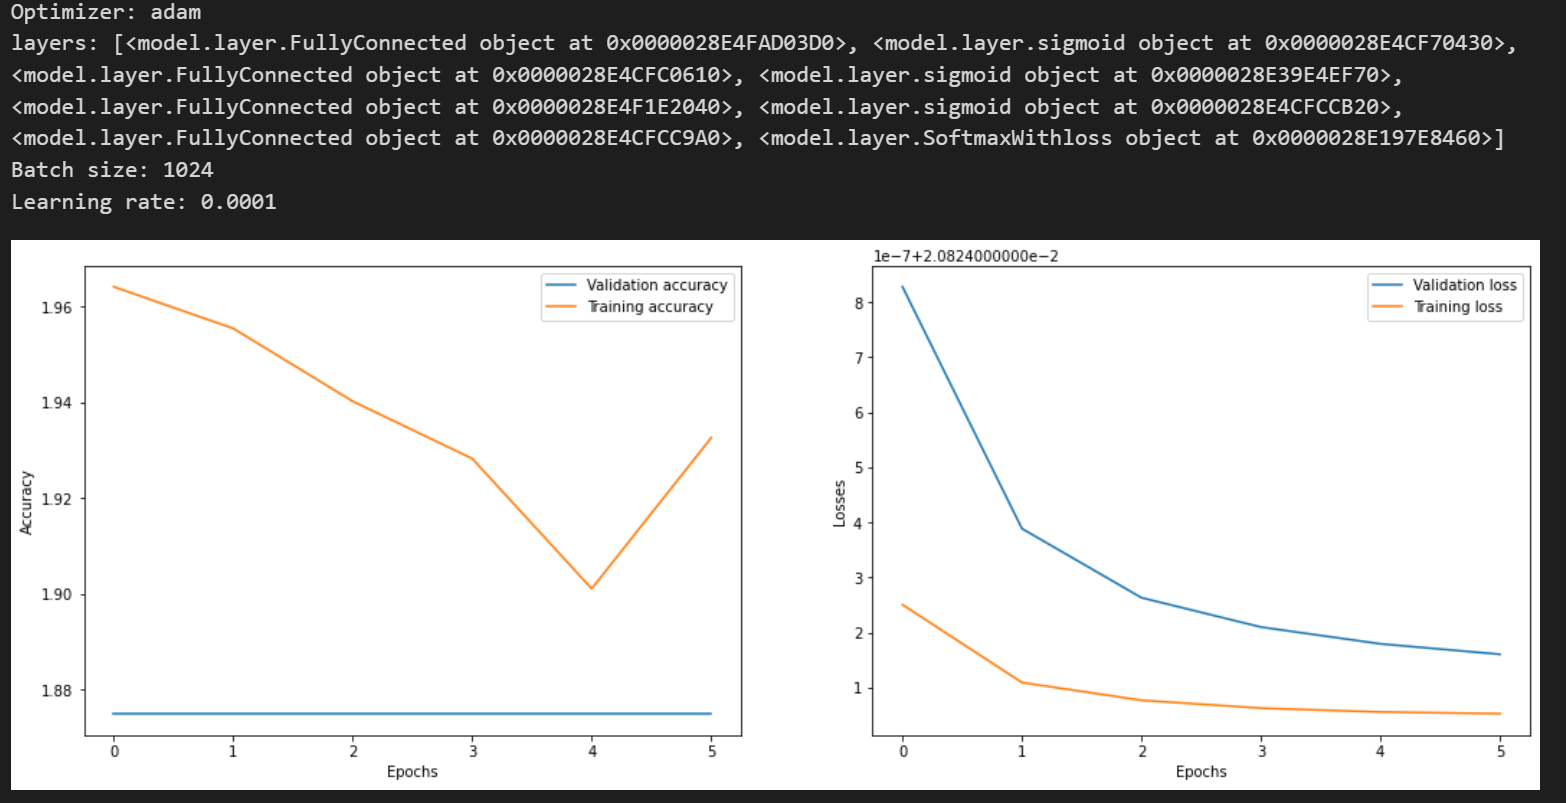 Optimizer: adam
layers: [<model.layer.FullyConnected object at 0x0000028E4FAD03D0>, <model.layer.sigmoid object at 0x0000028E4CF70430>,
<model.layer.FullyConnected object at 0x0000028E4CFC0610>, <model.layer.sigmoid object at 0x0000028E39E4EF70>,
<model.layer.FullyConnected object at 0x0000028E4F1E2040>, <model.layer.sigmoid object at 0x0000028E4CFCCB20>,
<model.layer.FullyConnected object at 0x0000028E4CFCC9A0>, <model.layer.SoftmaxWithloss object at 0x0000028E197E8460>]
Batch size: 1024
Learning rate: 0.0001
Validation accuracy
Training accuracy
1.96
1.94
1.92
1.90
1.88
Accuracy
0 1 2 3 4 5
Epochs
1e−7+2.0824000000e−2
Validation loss
Training loss
8
7
6
5
4
3
2
1
Losses
0 1 2 3 4 5
Epochs